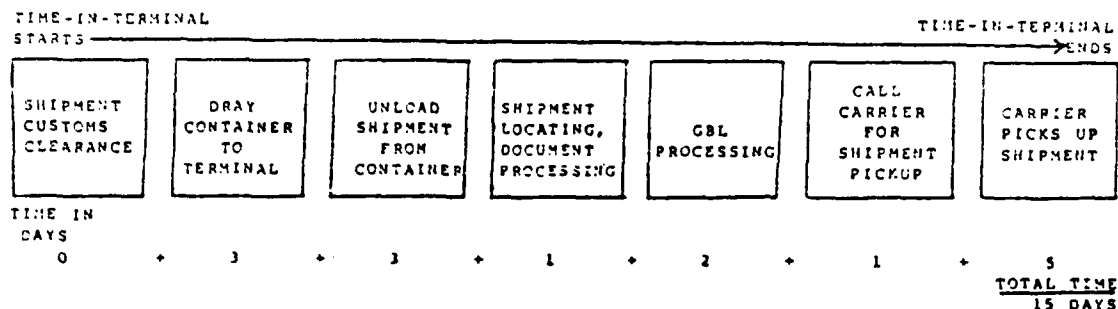 TIME-IN-TERMINAL
STARTS
TIME-IN-TERMINAL
ENDS
SHIPMENT
CUSTOMS
CLEARANCE
DRAY
CONTAINER
TO
TERMINAL
UNLOAD
SHIPMENT
FROM
CONTAINER
SHIPMENT
LOCATING,
DOCUMENT
PROCESSING
GBL
PROCESSING
CALL
CARRIER
FOR
SHIPMENT
PICKUP
CARRIER
PICKS UP
SHIPMENT
TIME IN
DAYS
0 + 3 + 3 + 1 + 2 + 1 + 5
TOTAL TIME
15 DAYS